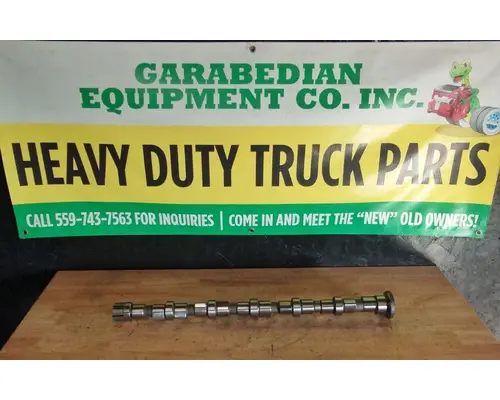 GARABEDIAN
EQUIPMENT CO. INC.
HEAVY DUTY TRUCK PARTS
CALL 559-743-7563 FOR INQUIRIES | COME IN AND MEET THE "NEW" OLD OWNERS!